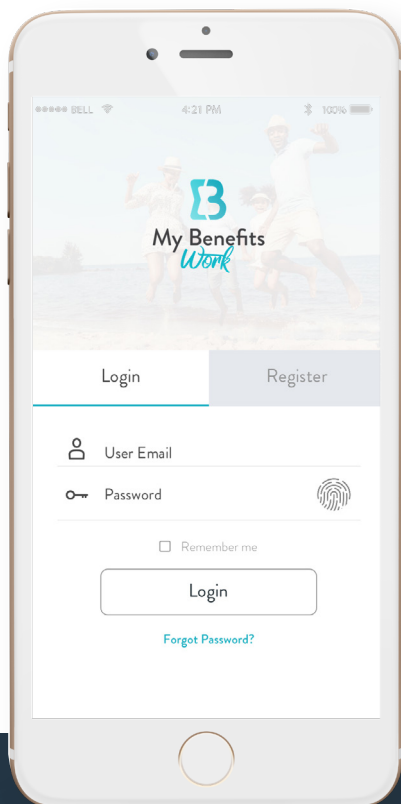 BELL 4:21 PM 100%
My Benefits
Work
Login Register
User Email
Password
Remember me
Login
Forgot Password?